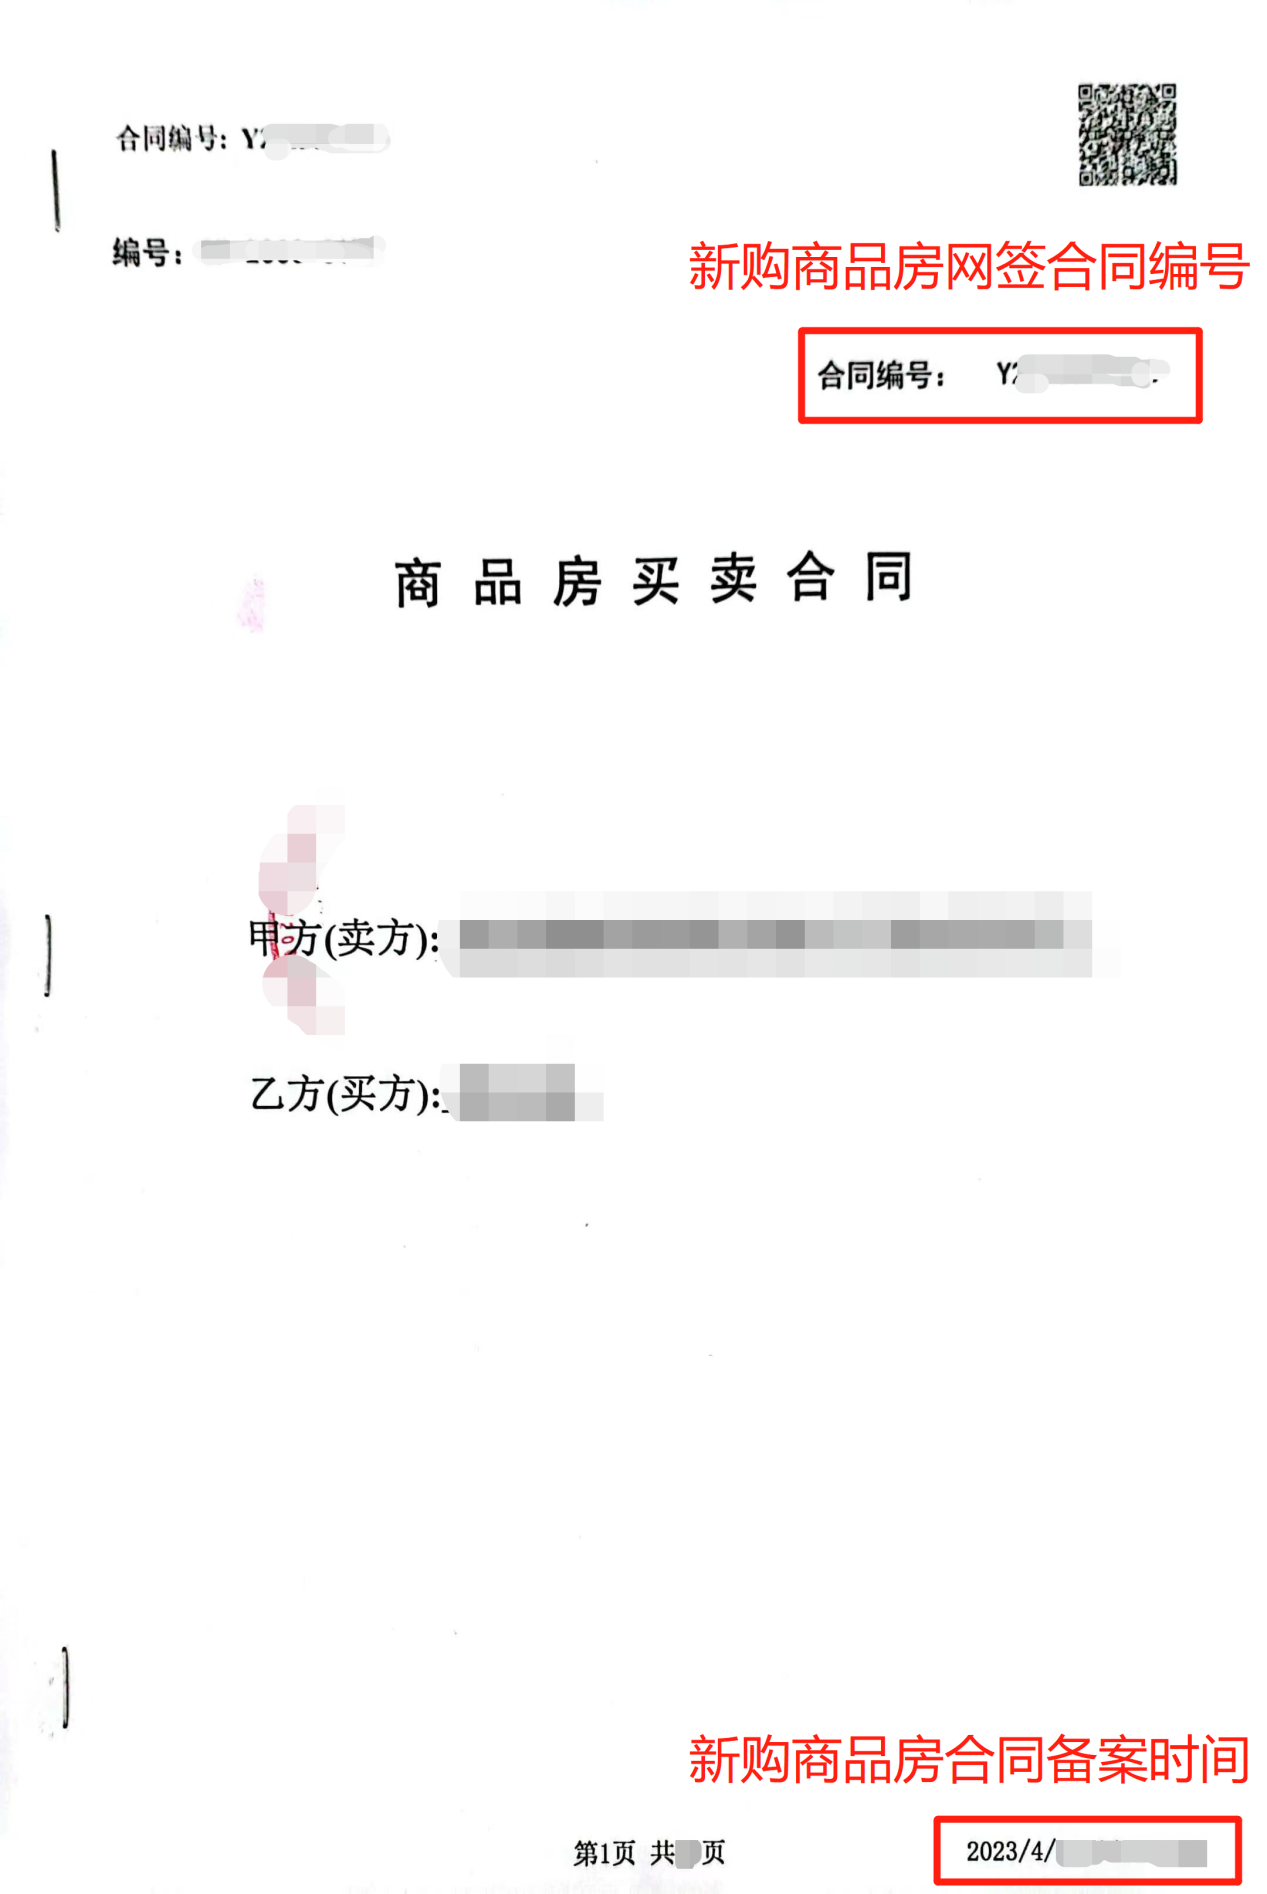 合同编号: Y2
编号:
新购商品房网签合同编号
合同编号: Y2
商品房买卖合同
甲方(卖方):
乙方(买方):
新购商品房合同备案时间
第1页 共 页
2023/4/